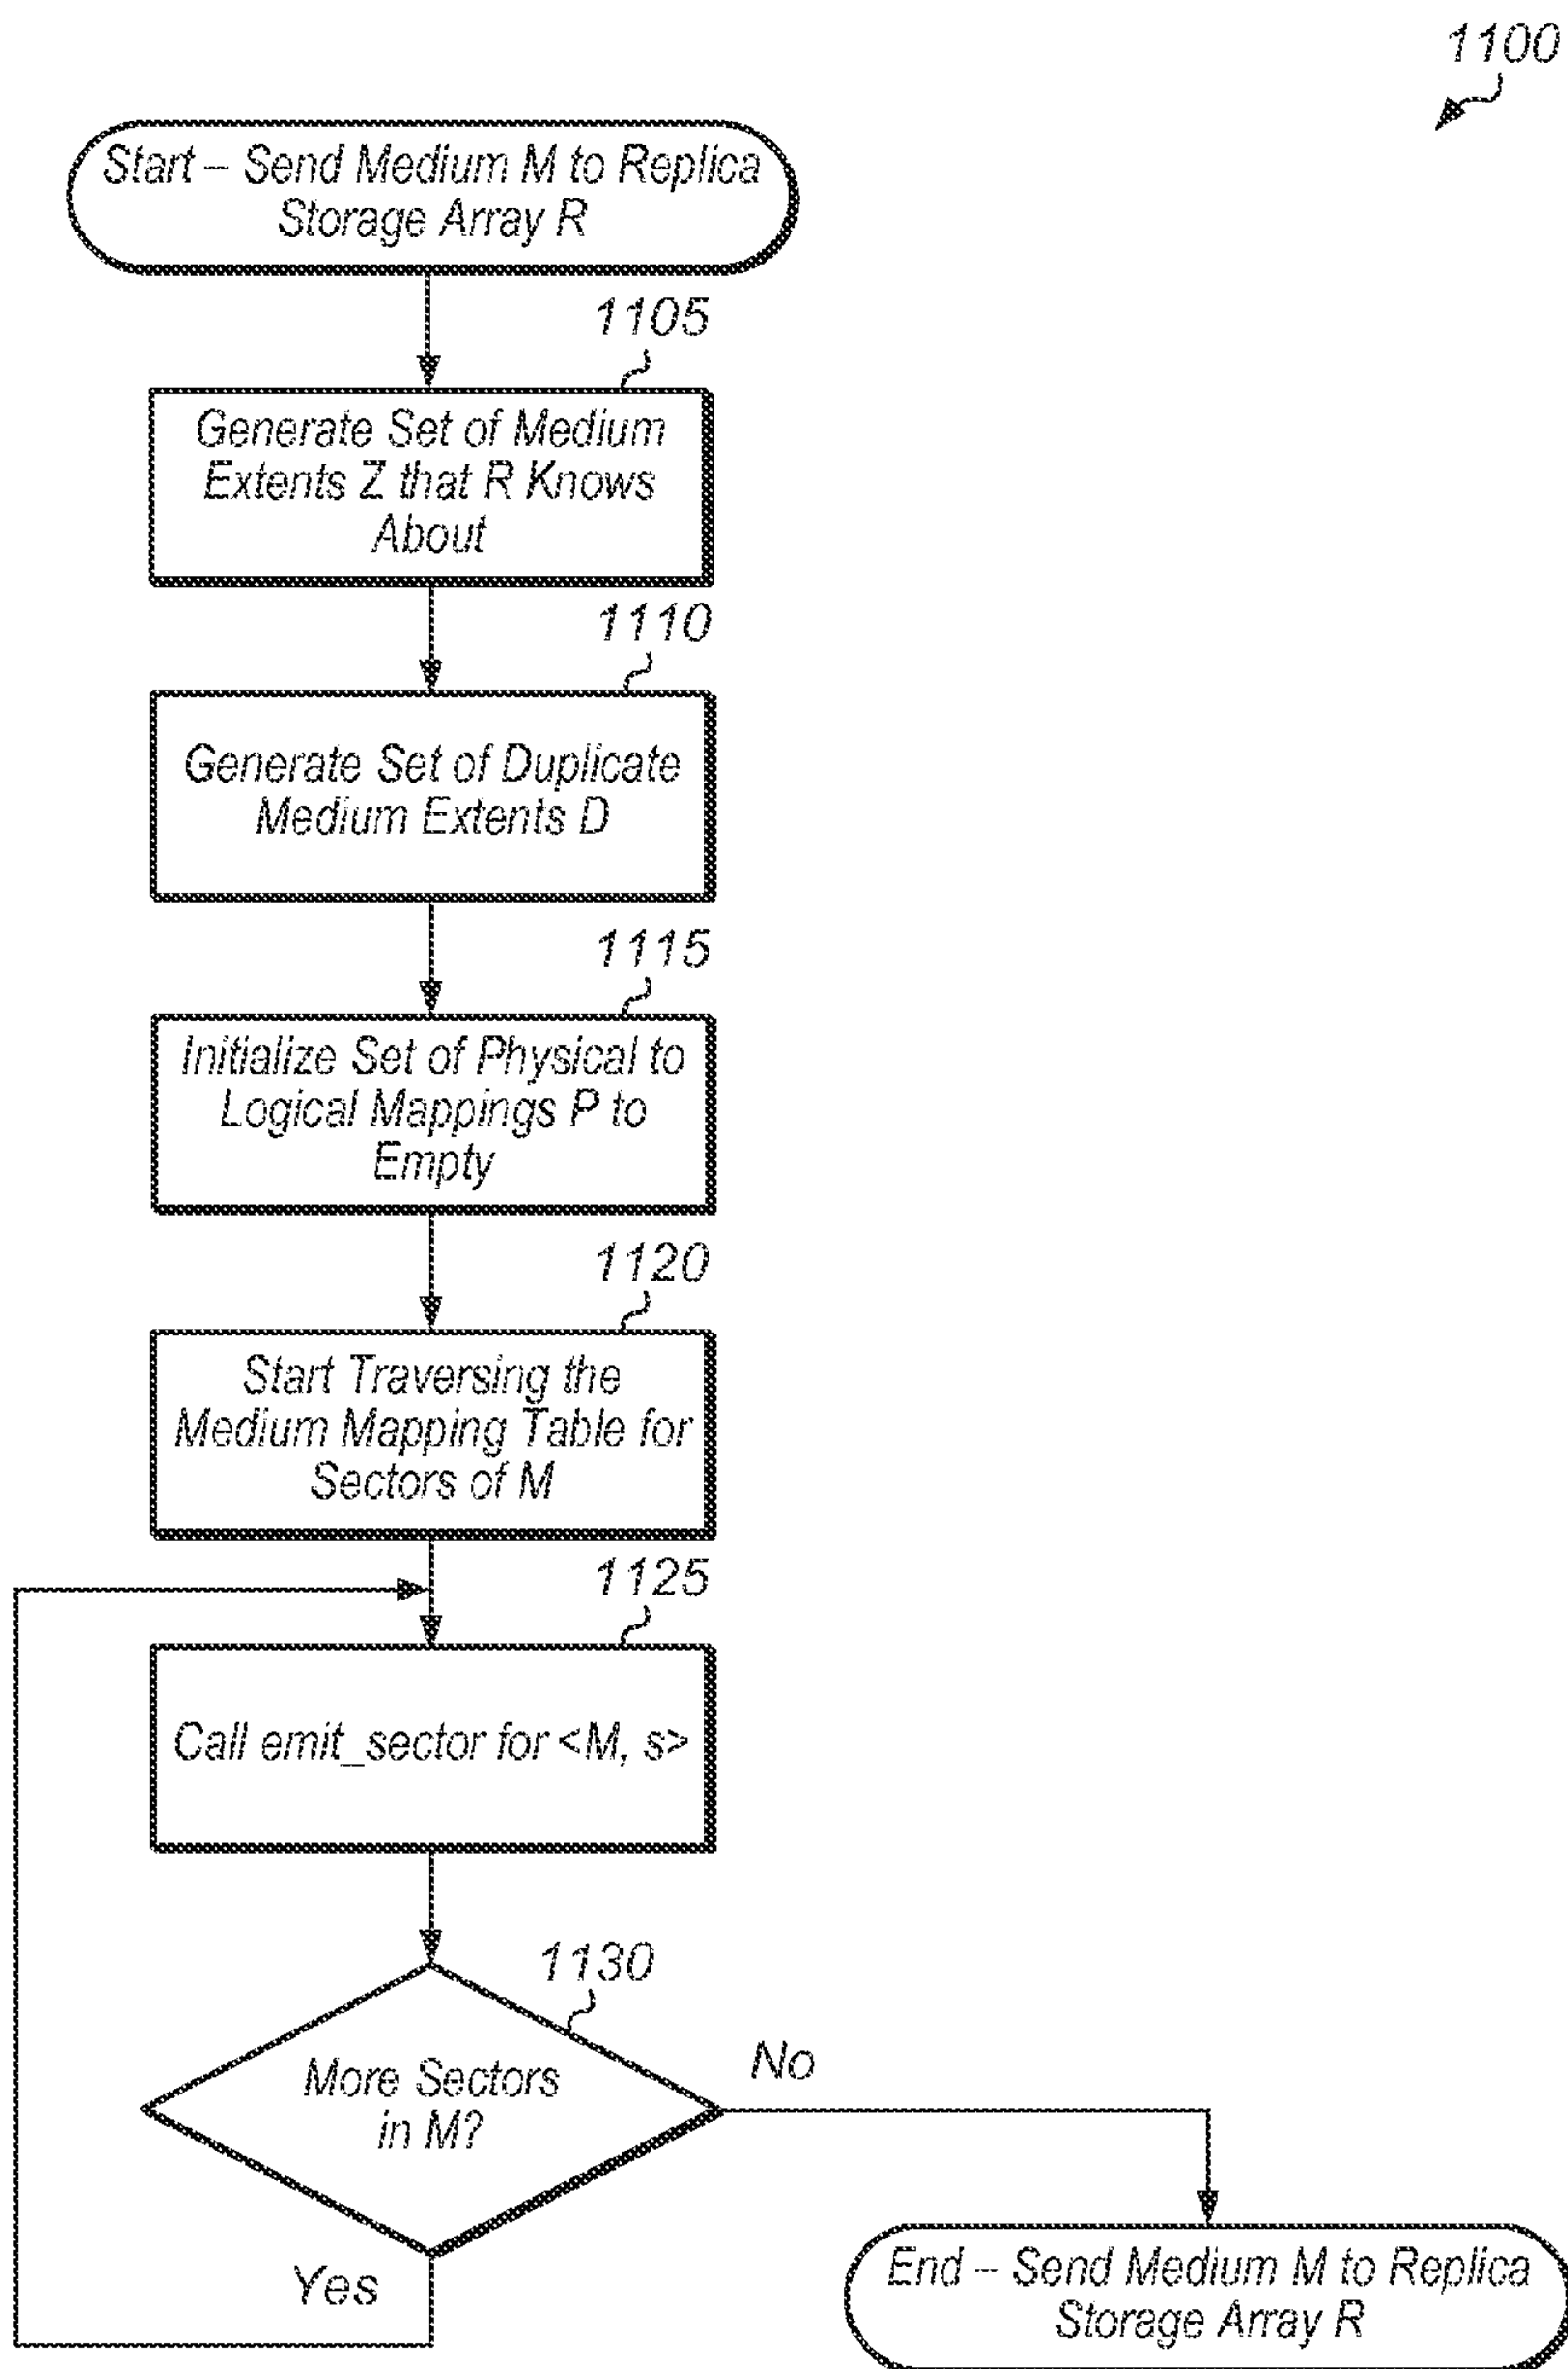 1100
Start – Send Medium M to Replica
Storage Array R
1105
Generate Set of Medium
Extents Z that R Knows
About
1110
Generate Set of Duplicate
Medium Extents D
1115
Initialize Set of Physical to
Logical Mappings P to
Empty
1120
Start Traversing the
Medium Mapping Table for
Sectors of M
1125
Call emit_sector for <M, s>
1130
More Sectors
in M?
No
Yes
End – Send Medium M to Replica
Storage Array R